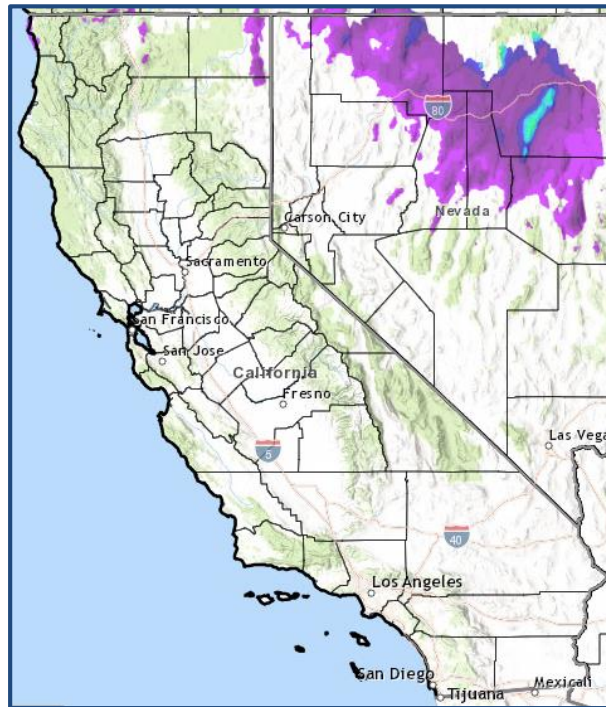 80
Nevada
Carson City
Sacramento
San Francisco
San Jose
California
Fresno
5
Las Vega
40
Los Angeles
San Diego
Mexicali
Tijuana